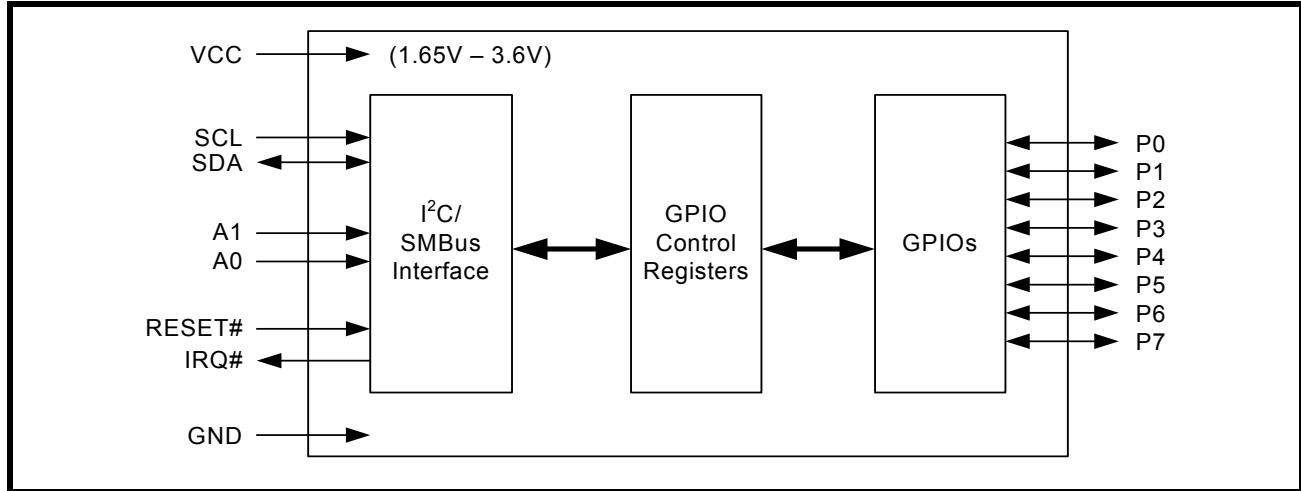 VCC
(1.65V – 3.6V)
SCL
SDA
A1
A0
RESET#
IRQ#
GND
I²C/
SMBus
Interface
GPIO
Control
Registers
GPIOs
P0
P1
P2
P3
P4
P5
P6
P7